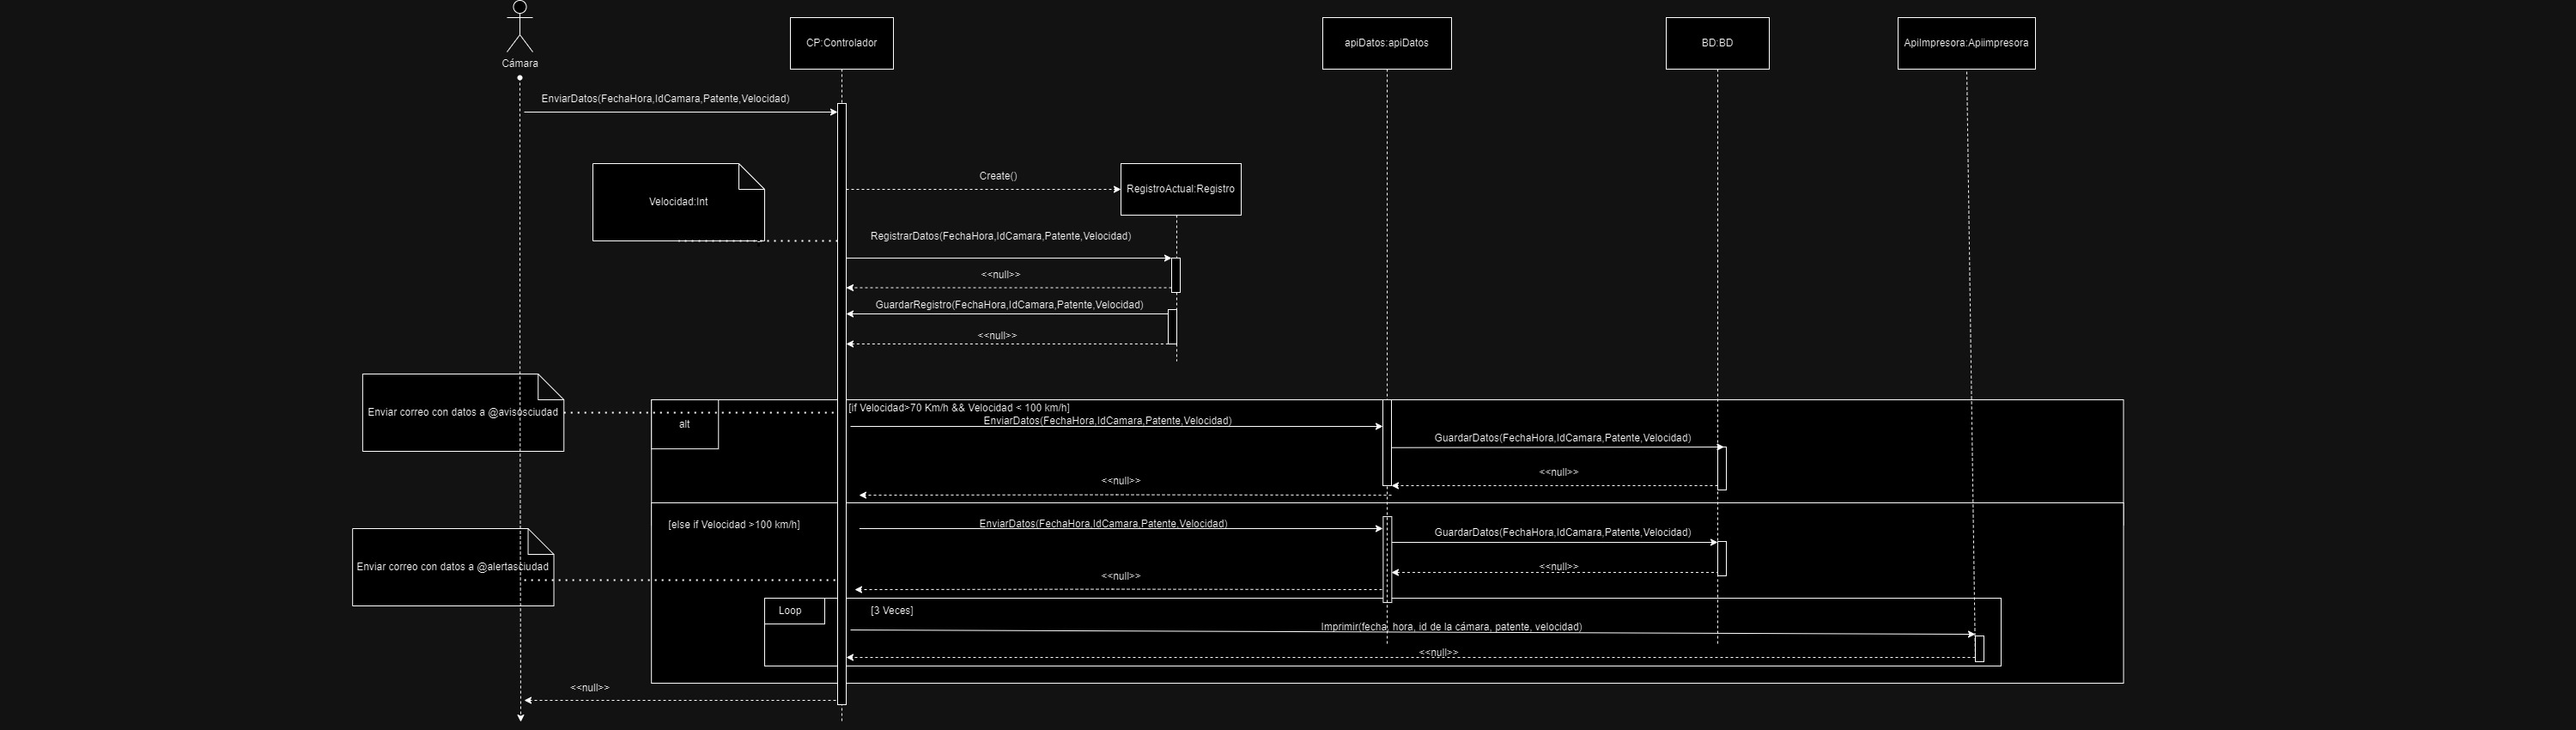 Cámara
CP:Controlador
apiDatos:apiDatos
BD:BD
ApiImpresora:Apiimpresora
EnviarDatos(FechaHora,IdCamara,Patente,Velocidad)
Create()
RegistroActual:Registro
Velocidad:Int
RegistrarDatos(FechaHora,IdCamara,Patente,Velocidad)
<<null>>
GuardarRegistro(FechaHora,IdCamara,Patente,Velocidad)
<<null>>
Enviar correo con datos a @avisosciudad
alt
[if Velocidad>70 Km/h && Velocidad < 100 km/h]
EnviarDatos(FechaHora,IdCamara,Patente,Velocidad)
GuardarDatos(FechaHora,IdCamara,Patente,Velocidad)
<<null>>
<<null>>
[else if Velocidad >100 km/h]
EnviarDatos(FechaHora,IdCamara,Patente,Velocidad)
GuardarDatos(FechaHora,IdCamara,Patente,Velocidad)
Enviar correo con datos a @alertasciudad
<<null>>
<<null>>
Loop
[3 Veces]
Imprimir(fecha, hora, id de la cámara, patente, velocidad)
<<null>>
<<null>>